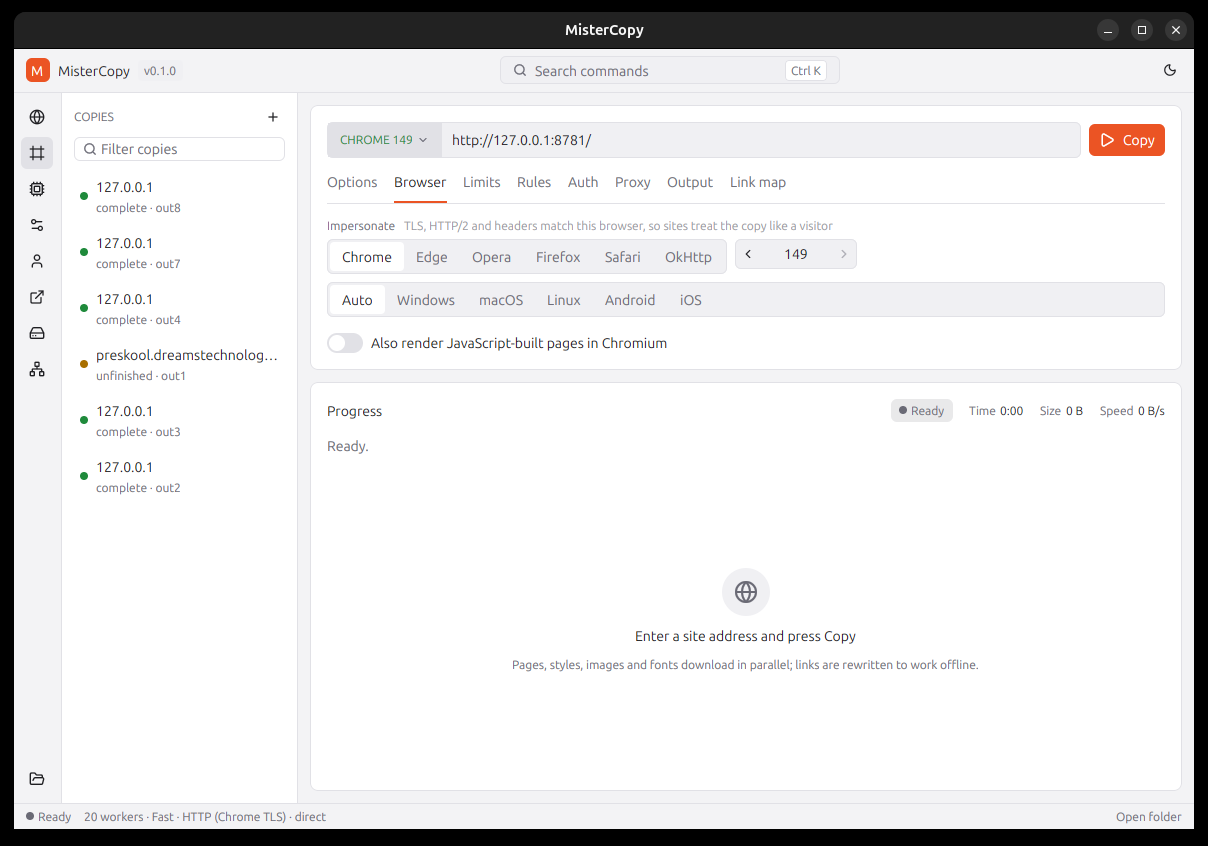 MisterCopy
M MisterCopy v0.1.0
Search commands Ctrl K
COPIES
Filter copies
127.0.0.1
complete · out8
127.0.0.1
complete · out7
127.0.0.1
complete · out4
preskool.dreamstechnolog...
unfinished · out1
127.0.0.1
complete · out3
127.0.0.1
complete · out2
CHROME 149 http://127.0.0.1:8781/ Copy
Options Browser Limits Rules Auth Proxy Output Link map
Impersonate TLS, HTTP/2 and headers match this browser, so sites treat the copy like a visitor
Chrome Edge Opera Firefox Safari OkHttp 149
Auto Windows macOS Linux Android iOS
Also render JavaScript-built pages in Chromium
Progress Ready Time 0:00 Size 0 B Speed 0 B/s
Ready.
Enter a site address and press Copy
Pages, styles, images and fonts download in parallel; links are rewritten to work offline.
Ready 20 workers · Fast · HTTP (Chrome TLS) · direct Open folder